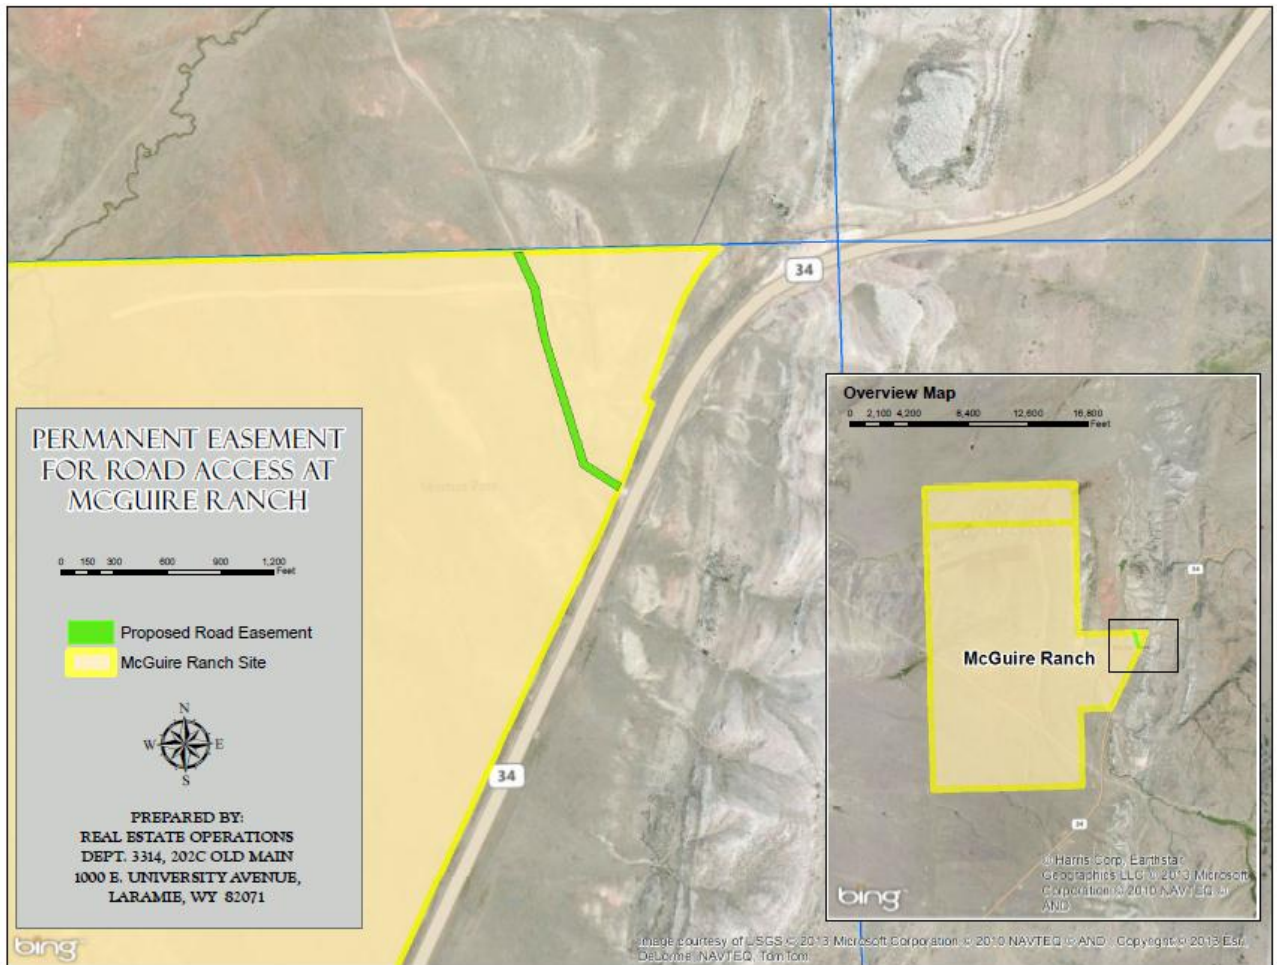 34
Overview Map
0 2,100 4,200 8,400 12,600 16,800
Feet
PERMANENT EASEMENT
FOR ROAD ACCESS AT
MCGUIRE RANCH
0 150 300 600 900 1,200
Feet
Proposed Road Easement
McGuire Ranch Site
N
W E
S
PREPARED BY:
REAL ESTATE OPERATIONS
DEPT. 3314, 202C OLD MAIN
1000 E. UNIVERSITY AVENUE,
LARAMIE, WY 82071
34
34
McGuire Ranch
34
© Harris Corp, Earthstar
Geographics LLC © 2013 Microsoft
Corporation © 2010 NAVTEQ ©
AND
bing
bing
Image courtesy of USGS © 2013 Microsoft Corporation © 2010 NAVTEQ © AND Copyright:© 2013 Esri,
DeLorme, NAVTEQ, TomTom